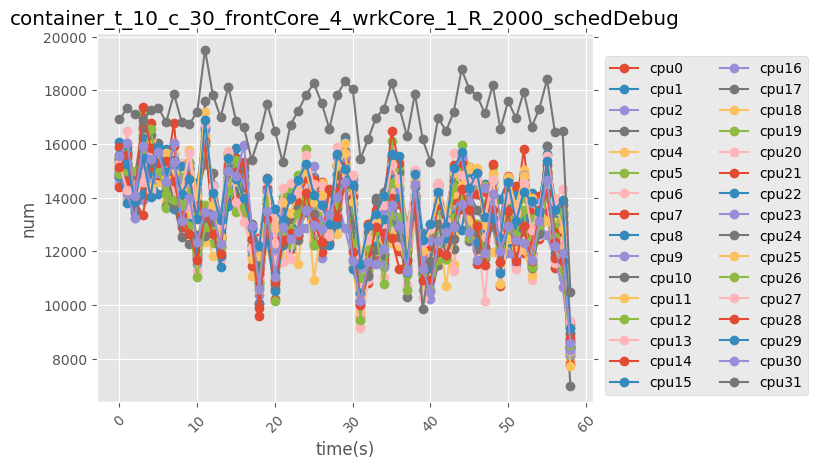 container_t_10_c_30_frontCore_4_wrkCore_1_R_2000_schedDebug
20000
18000
16000
14000
12000
10000
8000
num
0
10
20
30
40
50
60
time(s)
cpu0
cpu1
cpu2
cpu3
cpu4
cpu5
cpu6
cpu7
cpu8
cpu9
cpu10
cpu11
cpu12
cpu13
cpu14
cpu15
cpu16
cpu17
cpu18
cpu19
cpu20
cpu21
cpu22
cpu23
cpu24
cpu25
cpu26
cpu27
cpu28
cpu29
cpu30
cpu31